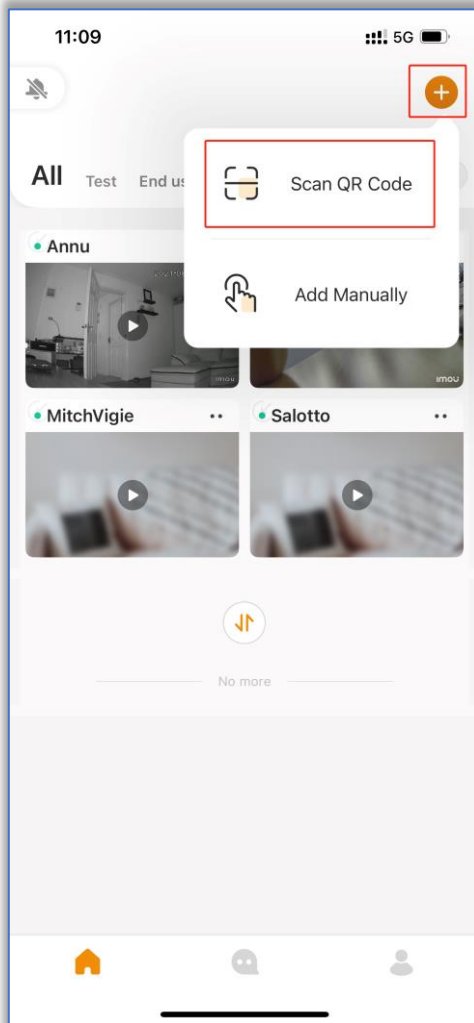 11:09
5G
All
Test
End us
Scan QR Code
Add Manually
Annu
imou
imou
MitchVigie
Salotto
No more